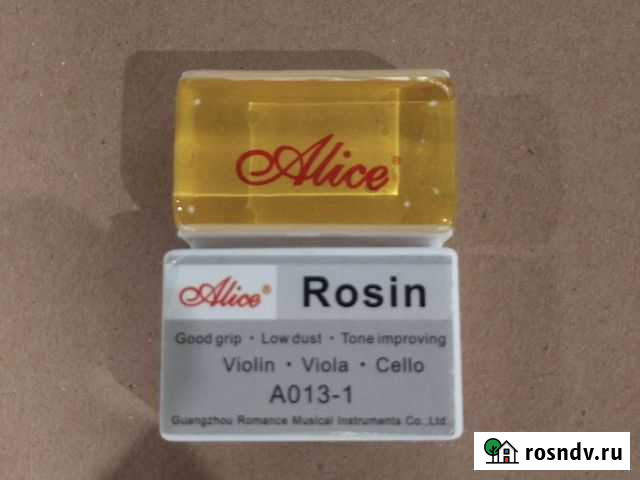 Alice®
Alice® Rosin
Good grip · Low dust · Tone improving
Violin · Viola · Cello
A013-1
Guangzhou Romance Musical Instruments Co.,Ltd.
rosndv.ru